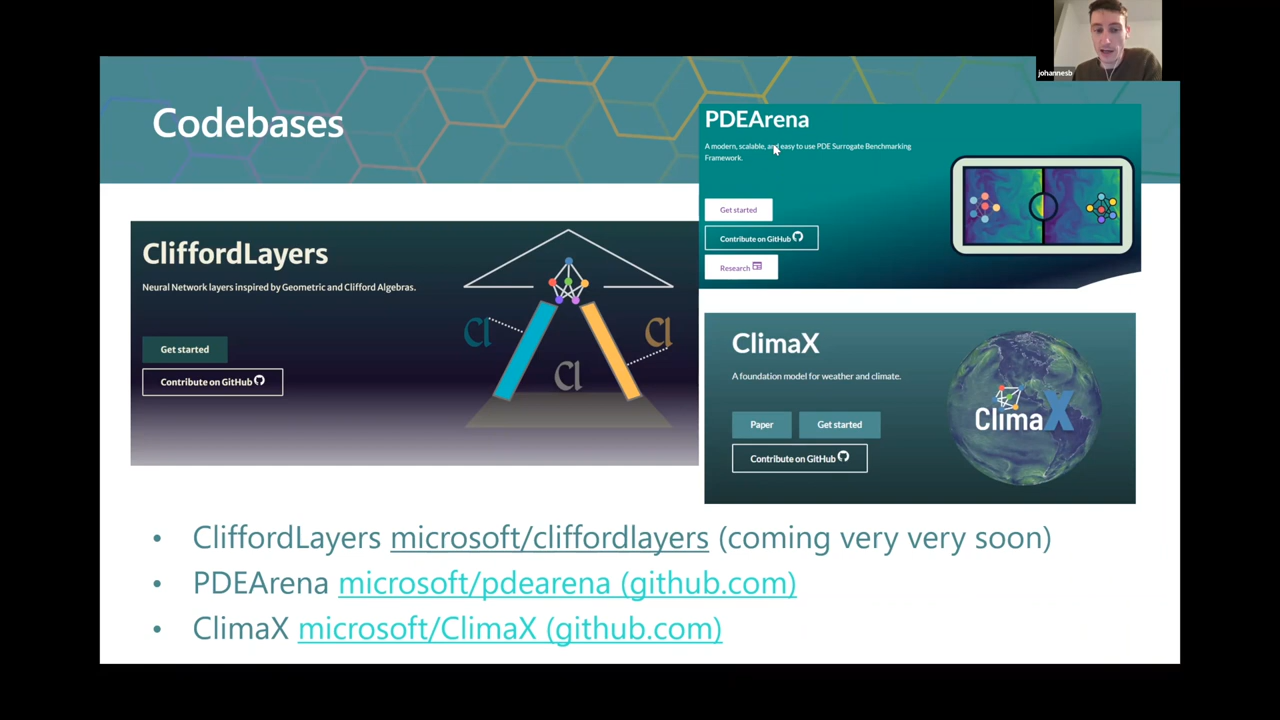 johannesb
Codebases
PDEArena
A modern, scalable, and easy to use PDE Surrogate Benchmarking
Framework.
Get started
Contribute on GitHub
Research
CliffordLayers
Neural Network layers inspired by Geometric and Clifford Algebras.
Get started
Contribute on GitHub
Cl
Cl
Cl
ClimaX
A foundation model for weather and climate.
Paper
Get started
Contribute on GitHub
ClimaX
• CliffordLayers microsoft/cliffordlayers (coming very very soon)
• PDEArena microsoft/pdearena (github.com)
• ClimaX microsoft/ClimaX (github.com)